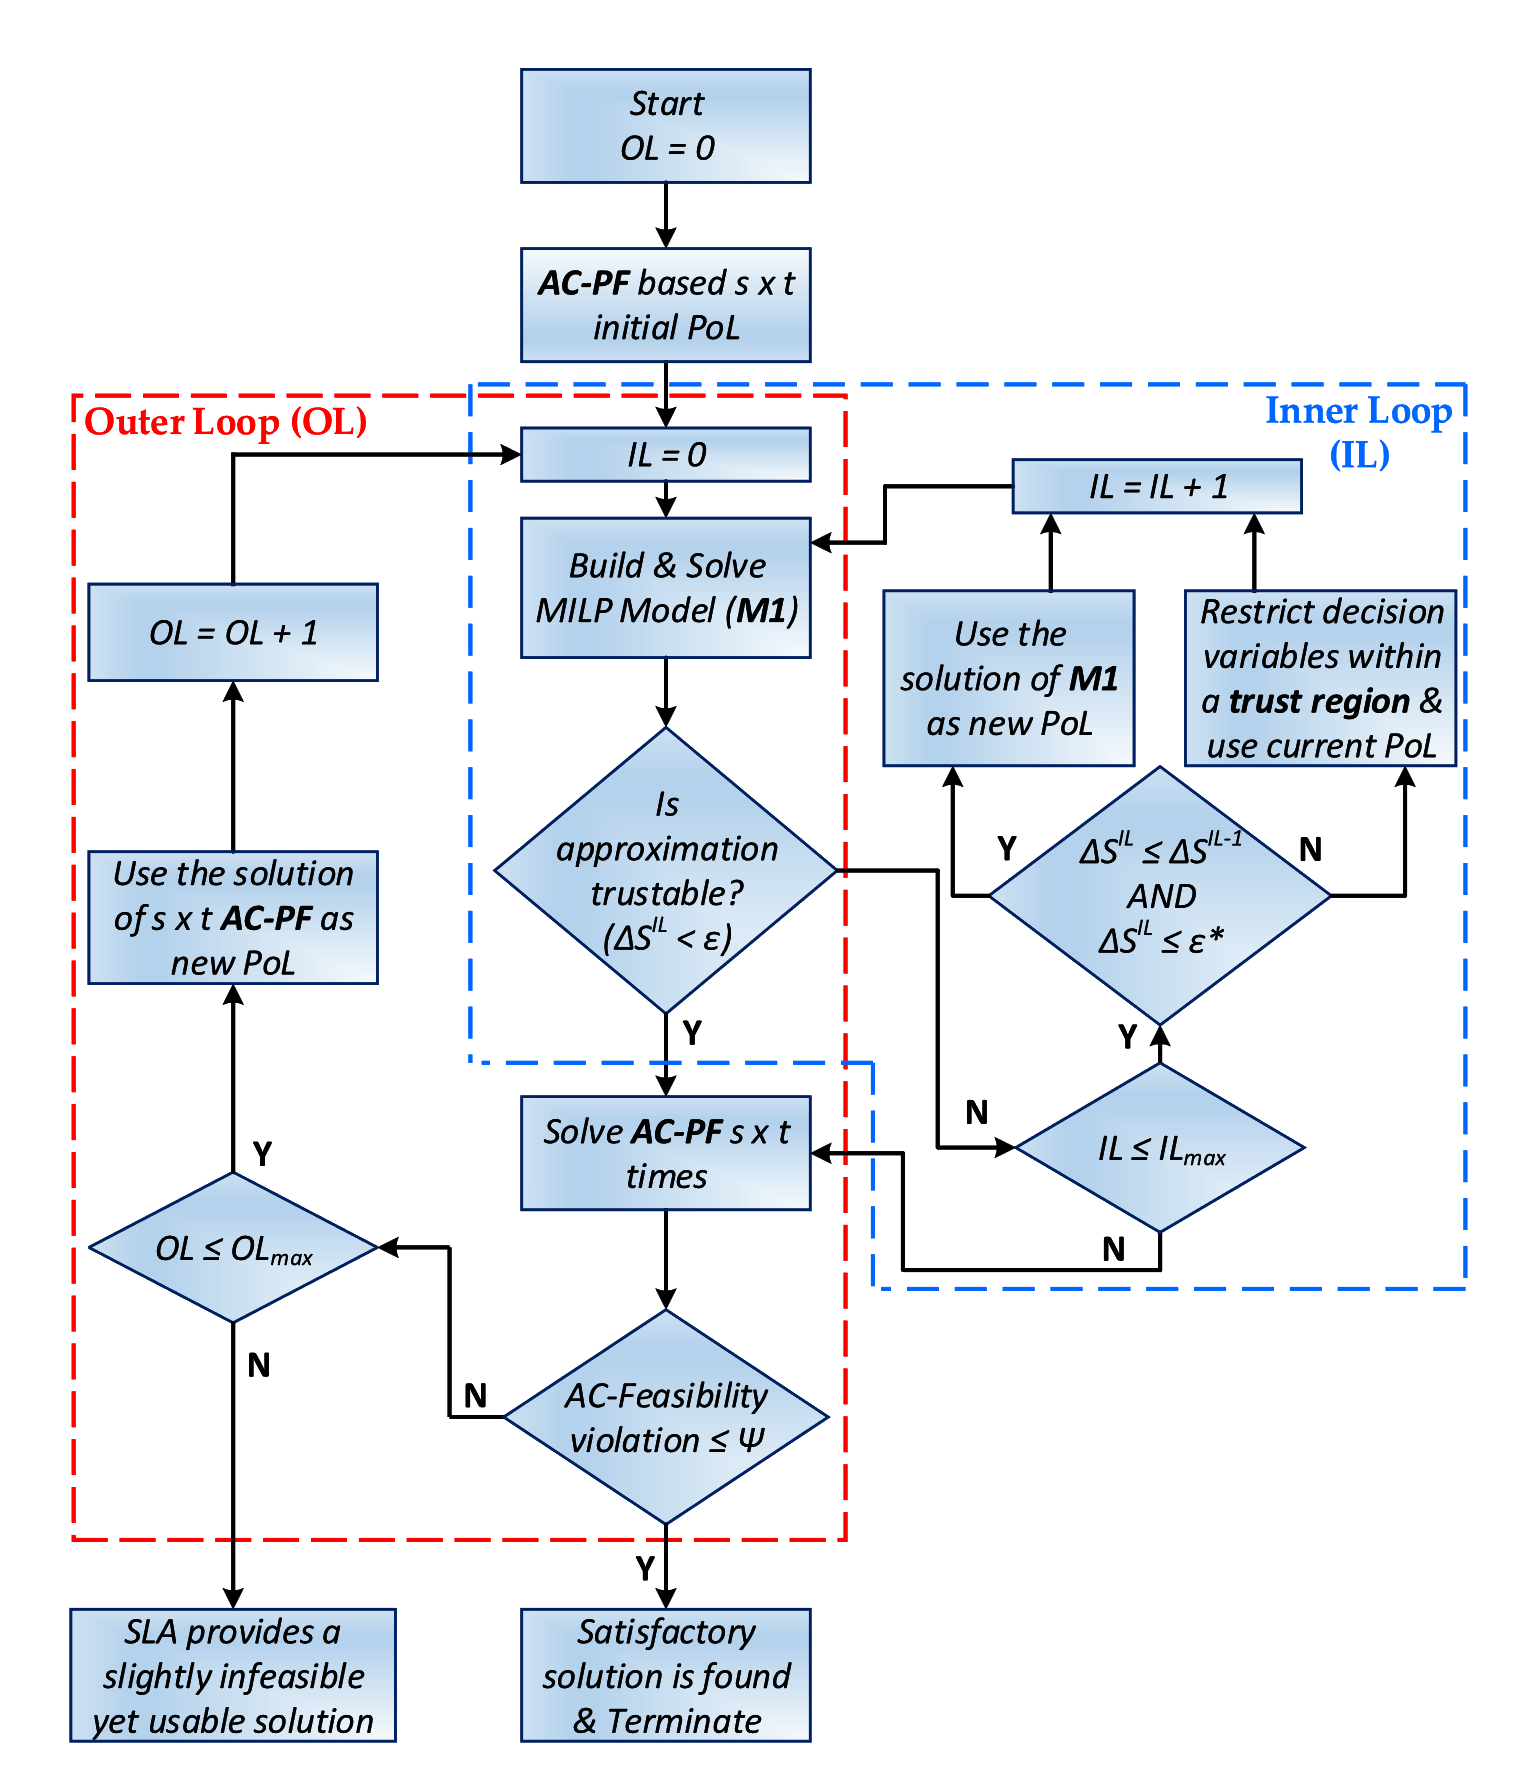 Start
OL = 0
AC-PF based s x t
initial PoL
Outer Loop (OL)
Inner Loop
(IL)
IL = 0
IL = IL + 1
Build & Solve
MILP Model (M1)
OL = OL + 1
Use the
solution of M1
as new PoL
Restrict decision
variables within
a trust region &
use current PoL
Is
approximation
trustable?
(ΔS^IL < ε)
Y
ΔS^IL ≤ ΔS^IL-1
AND
ΔS^IL ≤ ε*
N
Use the solution
of s x t AC-PF as
new PoL
Y
Y
N
Solve AC-PF s x t
times
IL ≤ IL_max
Y
N
OL ≤ OL_max
N
N
AC-Feasibility
violation ≤ Ψ
Y
SLA provides a
slightly infeasible
yet usable solution
Satisfactory
solution is found
& Terminate